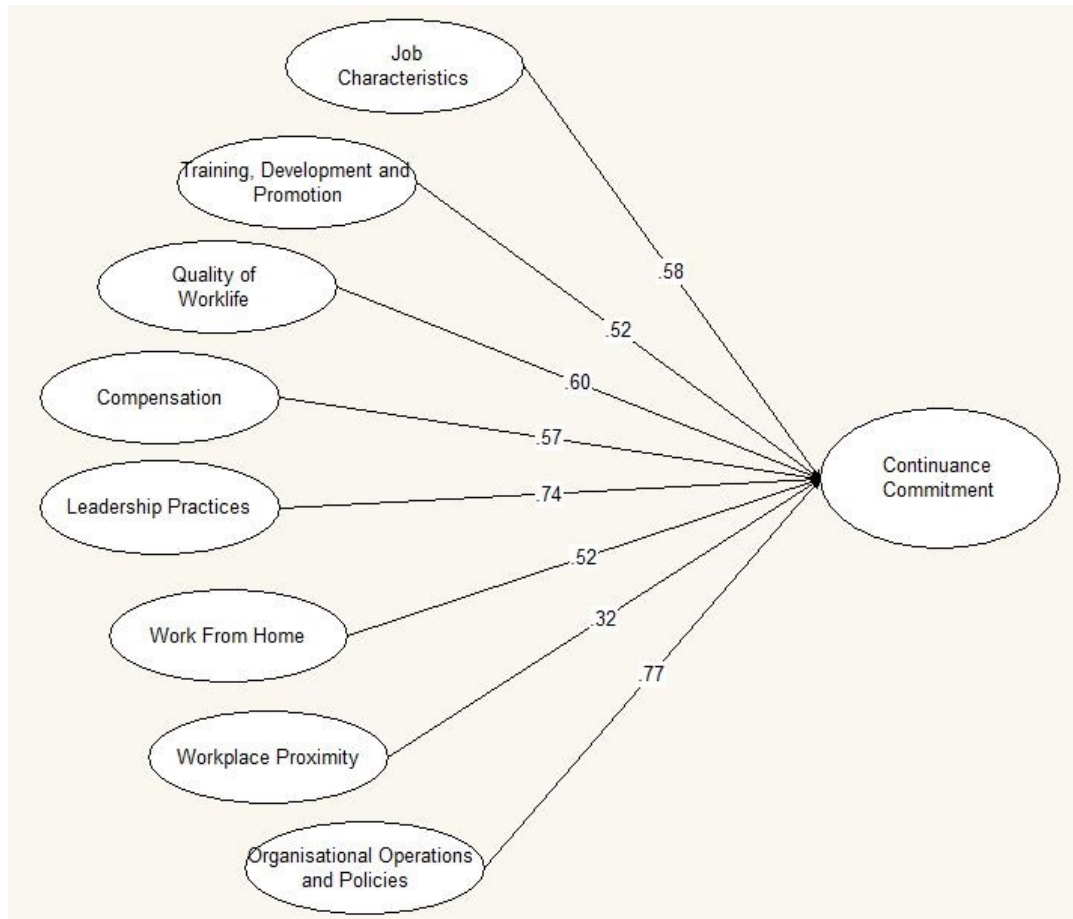 Job
Characteristics
Training, Development and
Promotion
Quality of
Worklife
Compensation
Leadership Practices
Work From Home
Workplace Proximity
Organisational Operations
and Policies
.58
.52
.60
.57
.74
.52
.32
.77
Continuance
Commitment